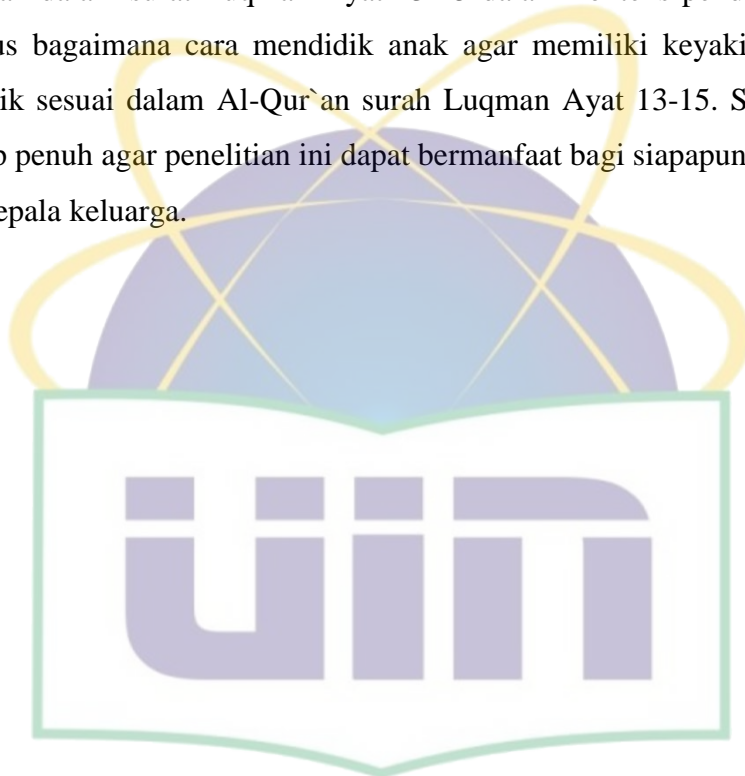 us bagaimana cara mendidik anak agar memiliki keyaki
ik sesuai dalam Al-Qur`an surah Luqman Ayat 13-15. S
penuh agar penelitian ini dapat bermanfaat bagi siapapun
epala keluarga.
uin